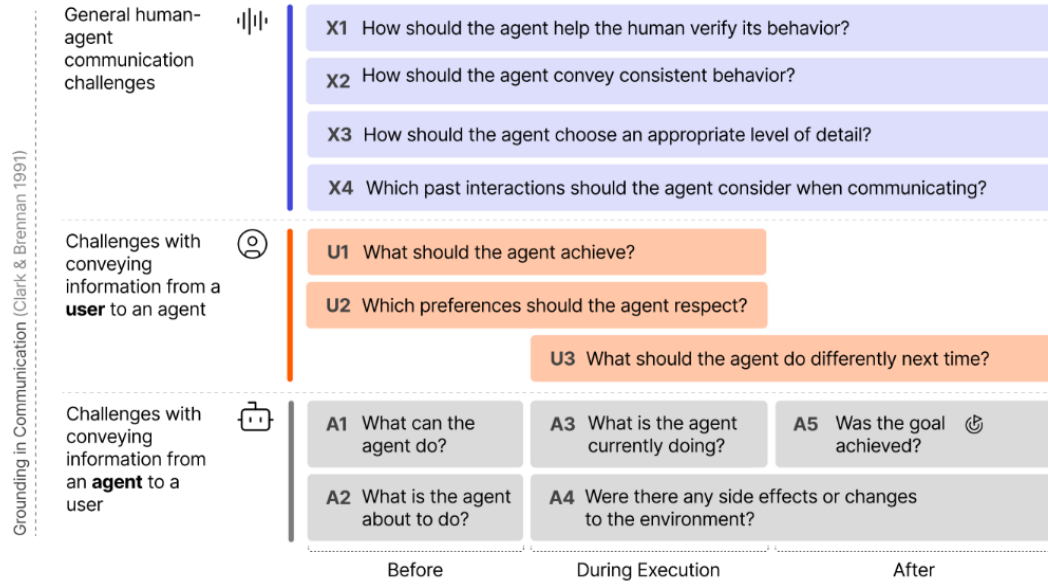 Grounding in Communication (Clark & Brennan 1991)
General human-
agent
communication
challenges
X1 How should the agent help the human verify its behavior?
X2 How should the agent convey consistent behavior?
X3 How should the agent choose an appropriate level of detail?
X4 Which past interactions should the agent consider when communicating?
Challenges with
conveying
information from a
user to an agent
U1 What should the agent achieve?
U2 Which preferences should the agent respect?
U3 What should the agent do differently next time?
Challenges with
conveying
information from
an agent to a
user
A1 What can the
agent do?
A3 What is the agent
currently doing?
A5 Was the goal
achieved?
A2 What is the agent
about to do?
A4 Were there any side effects or changes
to the environment?
Before
During Execution
After